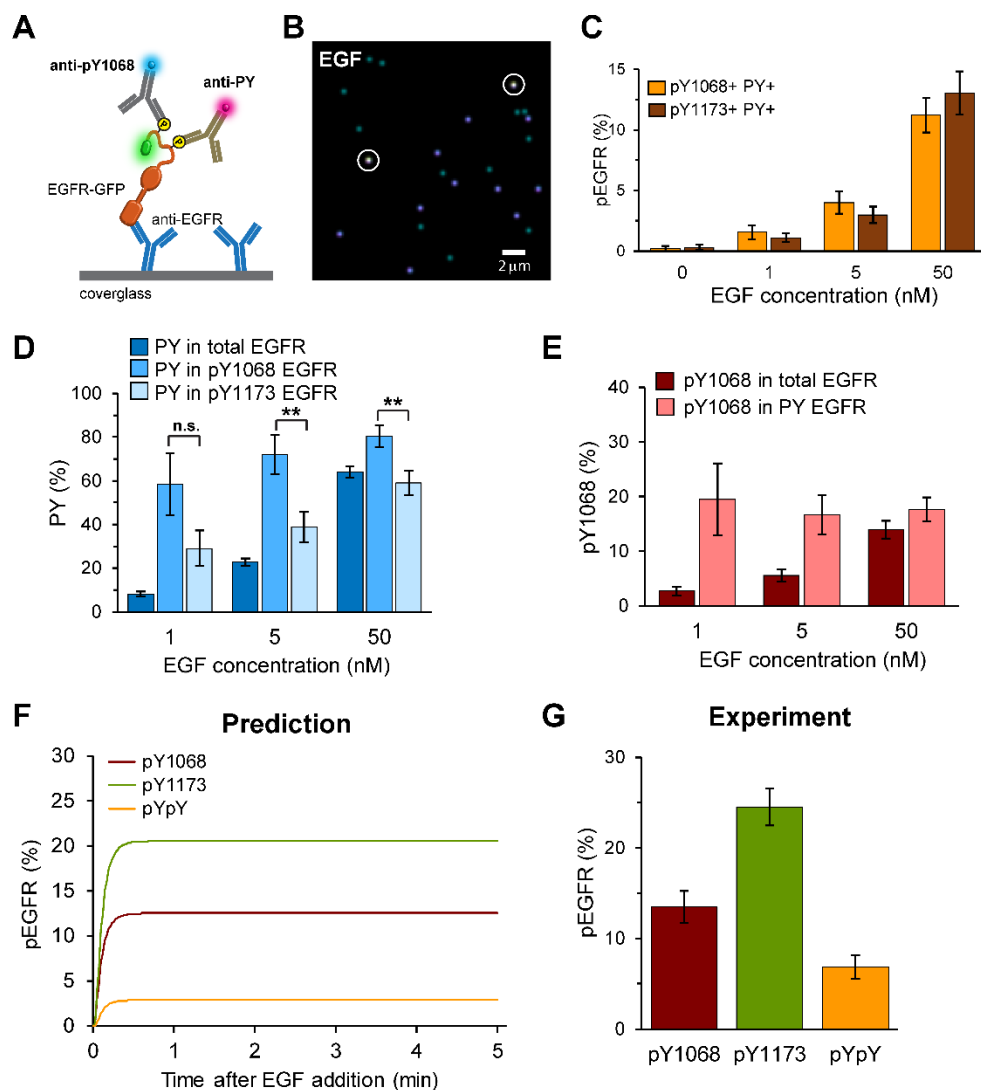 A
anti-pY1068
anti-PY
P
P
EGFR-GFP
anti-EGFR
coverglass
B
EGF
2 µm
C
15
10
5
0
pEGFR (%)
pY1068+ PY+
pY1173+ PY+
0 1 5 50
EGF concentration (nM)
D
PY in total EGFR
PY in pY1068 EGFR
PY in pY1173 EGFR
100
80
60
40
20
0
PY (%)
n.s.
**
**
1 5 50
EGF concentration (nM)
E
pY1068 in total EGFR
pY1068 in PY EGFR
40
30
20
10
0
pY1068 (%)
1 5 50
EGF concentration (nM)
F
Prediction
30
25
20
15
10
5
0
pEGFR (%)
pY1068
pY1173
pYpY
0 1 2 3 4 5
Time after EGF addition (min)
G
Experiment
30
20
10
0
pEGFR (%)
pY1068 pY1173 pYpY